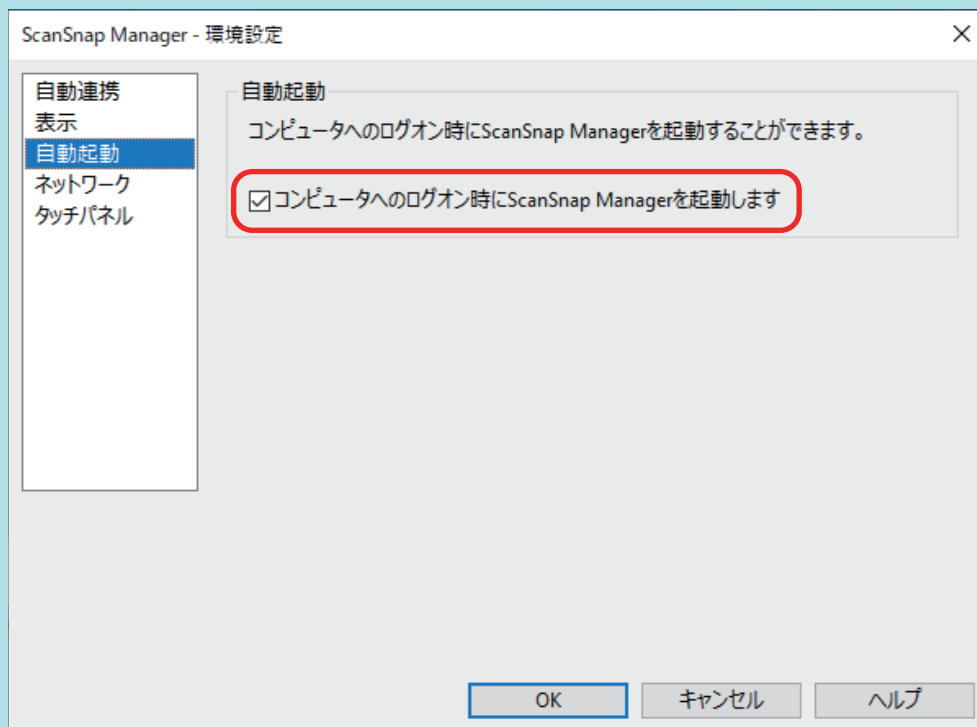 ScanSnap Manager - 環境設定
自動連携
表示
自動起動
ネットワーク
タッチパネル
自動起動
コンピュータへのログオン時にScanSnap Managerを起動することができます。
コンピュータへのログオン時にScanSnap Managerを起動します
OK
キャンセル
ヘルプ